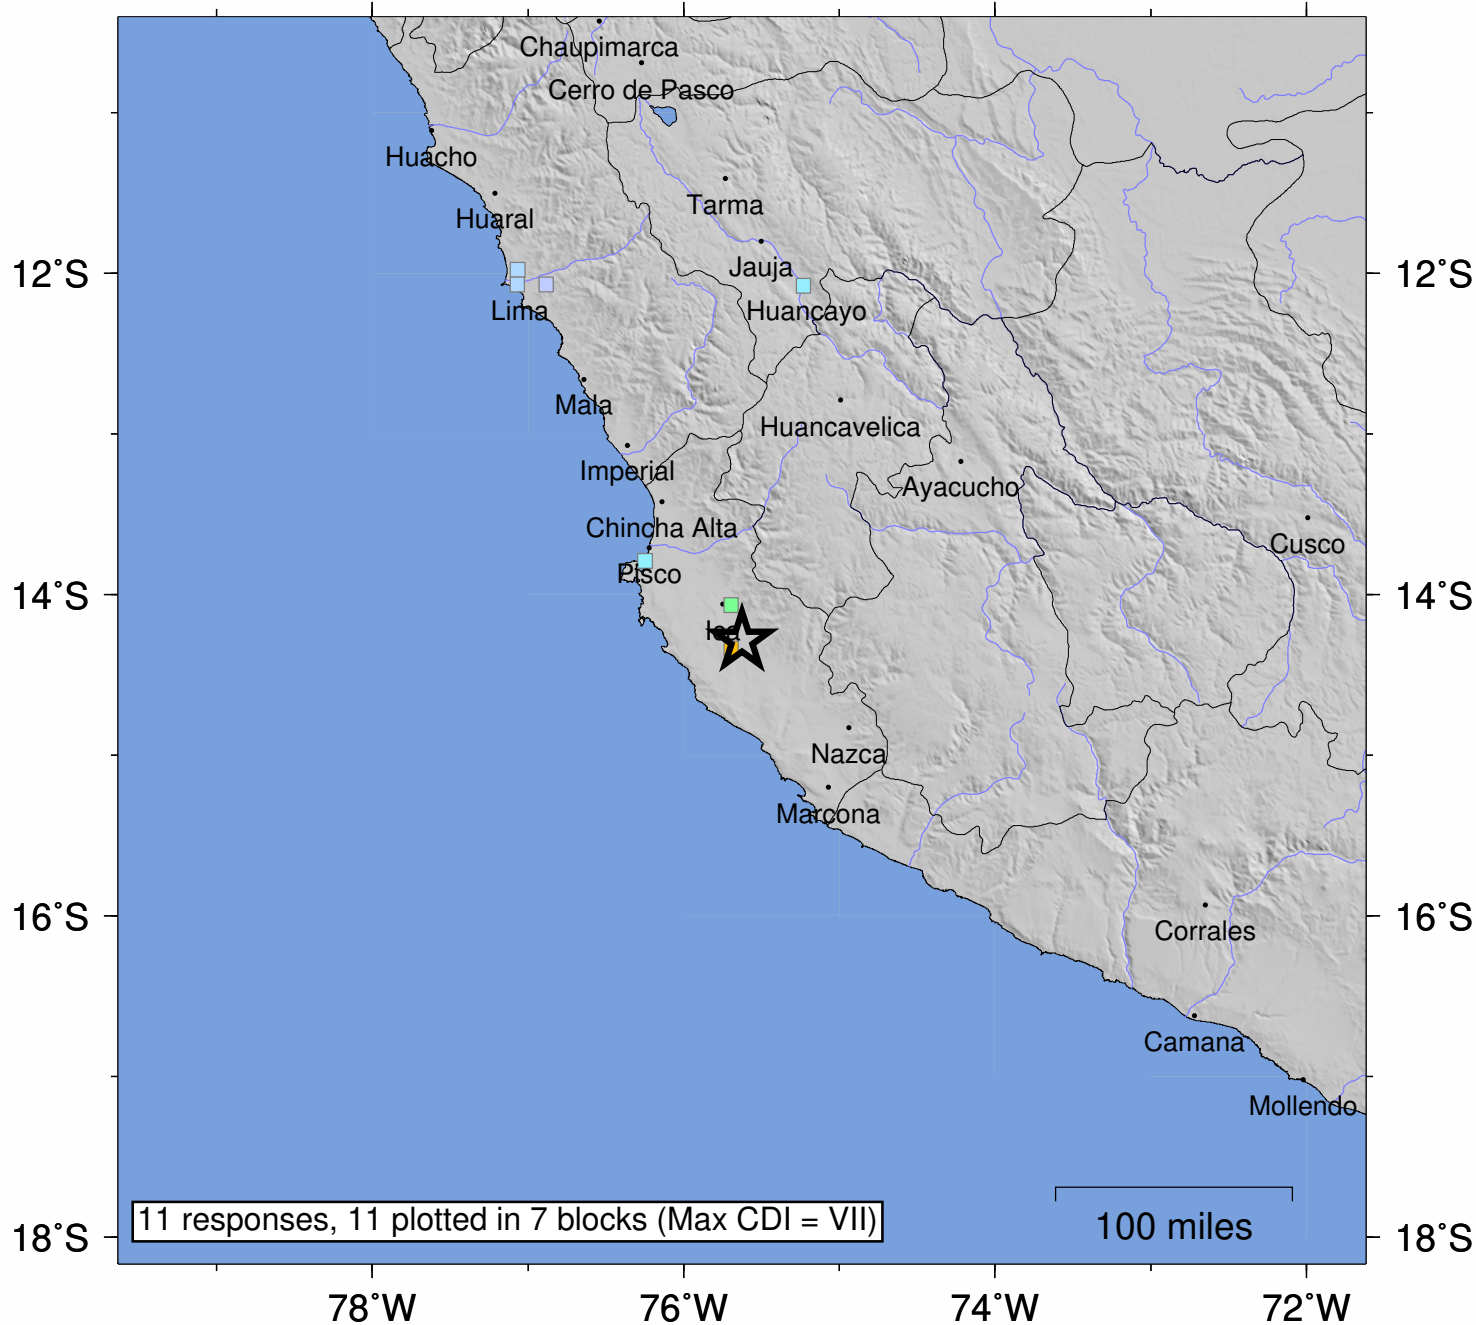 Chaupimarca
Cerro de Pasco
Huacho
Tarma
Huaral
12°S
12°S
Jauja
Lima
Huancayo
Mala
Huancavelica
Imperial
Ayacucho
Chincha Alta
Cusco
Pisco
14°S
14°S
Ica
Nazca
Marcona
16°S
16°S
Corrales
Camana
Mollendo
11 responses, 11 plotted in 7 blocks (Max CDI = VII)
100 miles
18°S
18°S
78°W
76°W
74°W
72°W